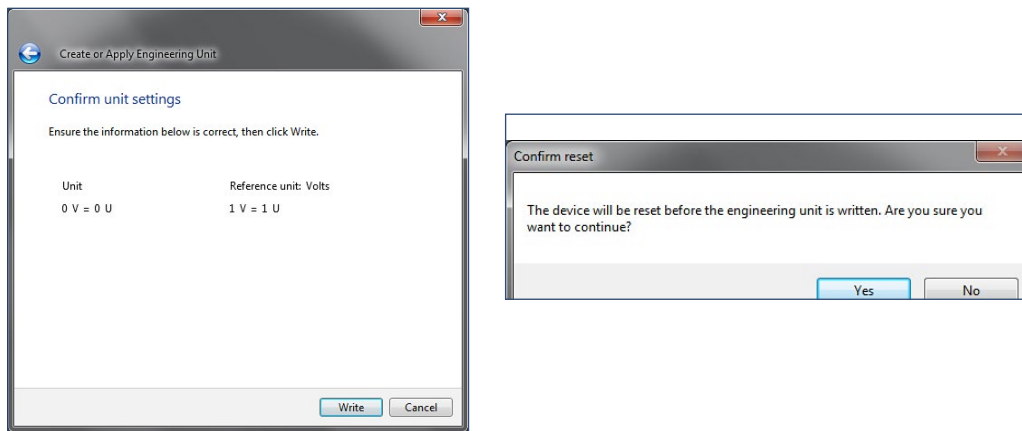 Create or Apply Engineering Unit
Confirm unit settings
Ensure the information below is correct, then click Write.
Unit Reference unit: Volts
0 V = 0 U 1 V = 1 U
Write Cancel
Confirm reset
The device will be reset before the engineering unit is written. Are you sure you
want to continue?
Yes No